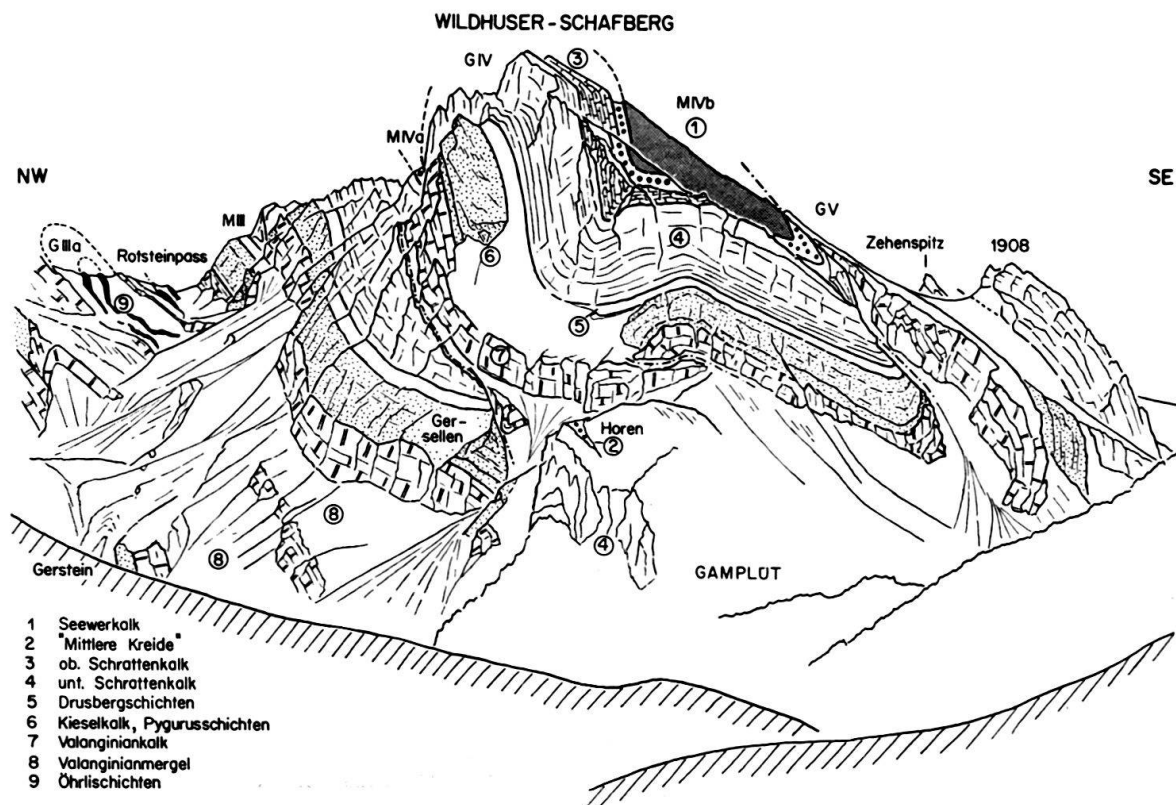 WILDHUSER-SCHAFBERG
GIV
3
MIVb
1
MIVa
NW
SE
GV
MIII
4
Zehenspitz
1908
GIIIa
Rotsteinpass
6
9
5
7
Ger-
sellen
Horen
2
8
4
8
Gerstein
GAMPLÜT
1 Seewerkalk
2 "Mittlere Kreide"
3 ob. Schrattenkalk
4 unt. Schrattenkalk
5 Drusbergschichten
6 Kieselkalk, Pygurusschichten
7 Valanginiankalk
8 Valanginianmergel
9 Öhrlischichten